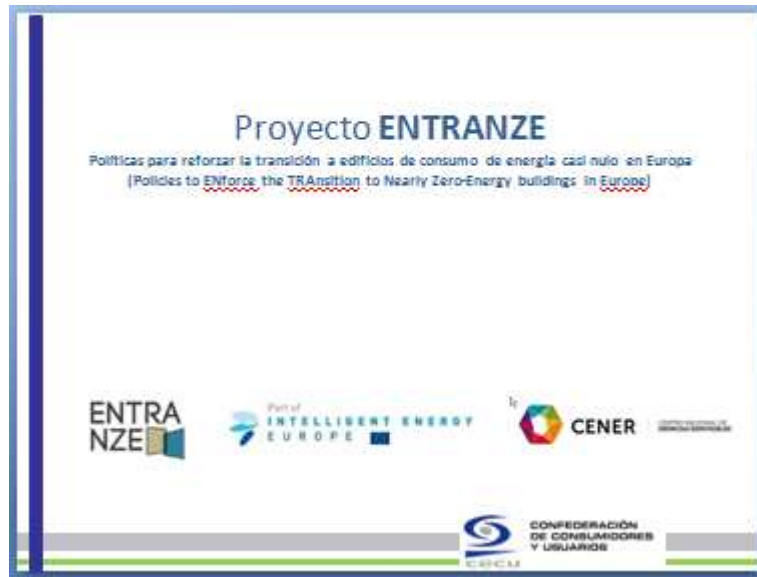 Proyecto ENTRANZE
Políticas para reforzar la transición a edificios de consumo de energía casi nulo en Europa
(Policies to ENforce the TRAnsition to Nearly Zero-Energy buildings in Europe)
ENTRA
NZE
Part of
INTELLIGENT ENERGY
EUROPE
CENER
CONFEDERACIÓN
DE CONSUMIDORES
Y USUARIOS
CECU